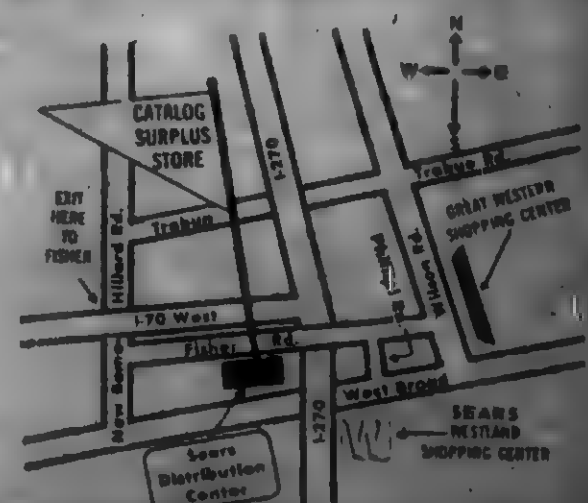 N
W
E
S
CATALOG
SURPLUS
STORE
I-270
Trabue Rd.
GREAT WESTERN
SHOPPING CENTER
EXIT
HERE
TO
FISHER
Hilliard Rd.
Trabue
Wilson Rd.
I-70 West
Fisher Rd.
New Rome
West Broad
I-270
SEARS
WESTLAND
SHOPPING CENTER
Sears
Distribution
Center